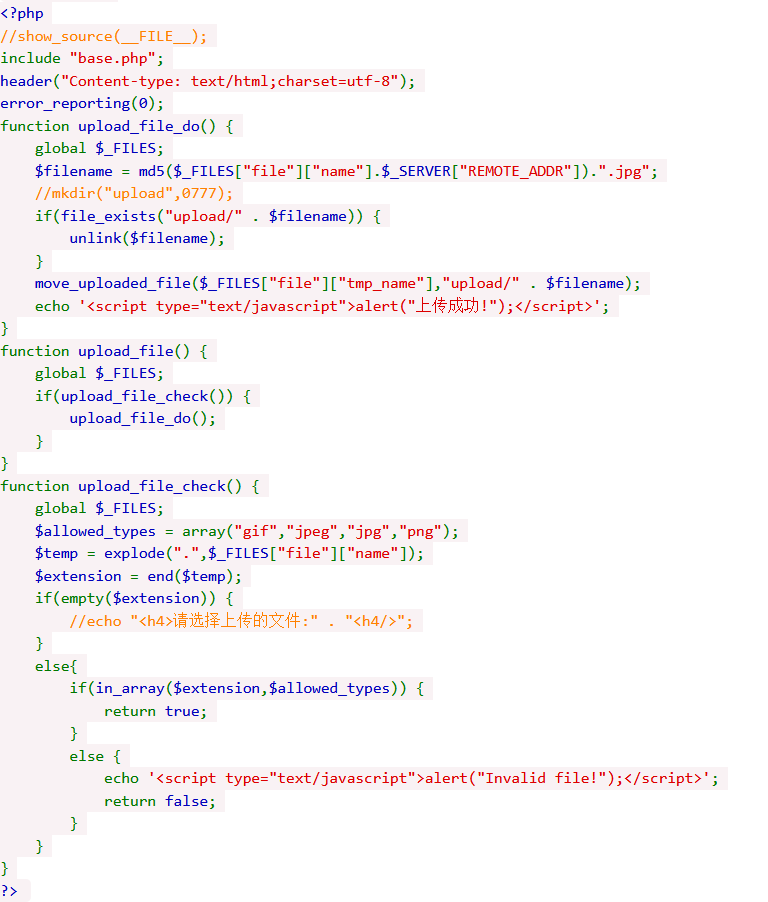 <?php
//show_source(__FILE__);
include "base.php";
header("Content-type: text/html;charset=utf-8");
error_reporting(0);
function upload_file_do() {
    global $_FILES;
    $filename = md5($_FILES["file"]["name"].$_SERVER["REMOTE_ADDR"]).".jpg";
    //mkdir("upload",0777);
    if(file_exists("upload/" . $filename)) {
        unlink($filename);
    }
    move_uploaded_file($_FILES["file"]["tmp_name"],"upload/" . $filename);
    echo '<script type="text/javascript">alert("上传成功!");</script>';
}
function upload_file() {
    global $_FILES;
    if(upload_file_check()) {
        upload_file_do();
    }
}
function upload_file_check() {
    global $_FILES;
    $allowed_types = array("gif","jpeg","jpg","png");
    $temp = explode(".",$_FILES["file"]["name"]);
    $extension = end($temp);
    if(empty($extension)) {
        //echo "<h4>请选择上传的文件:" . "<h4/>";
    }
    else{
        if(in_array($extension,$allowed_types)) {
            return true;
        }
        else {
            echo '<script type="text/javascript">alert("Invalid file!");</script>';
            return false;
        }
    }
}
?>